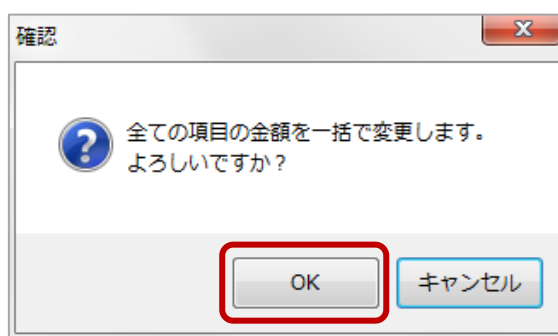 確認
全ての項目の金額を一括で変更します。
よろしいですか？
OK
キャンセル